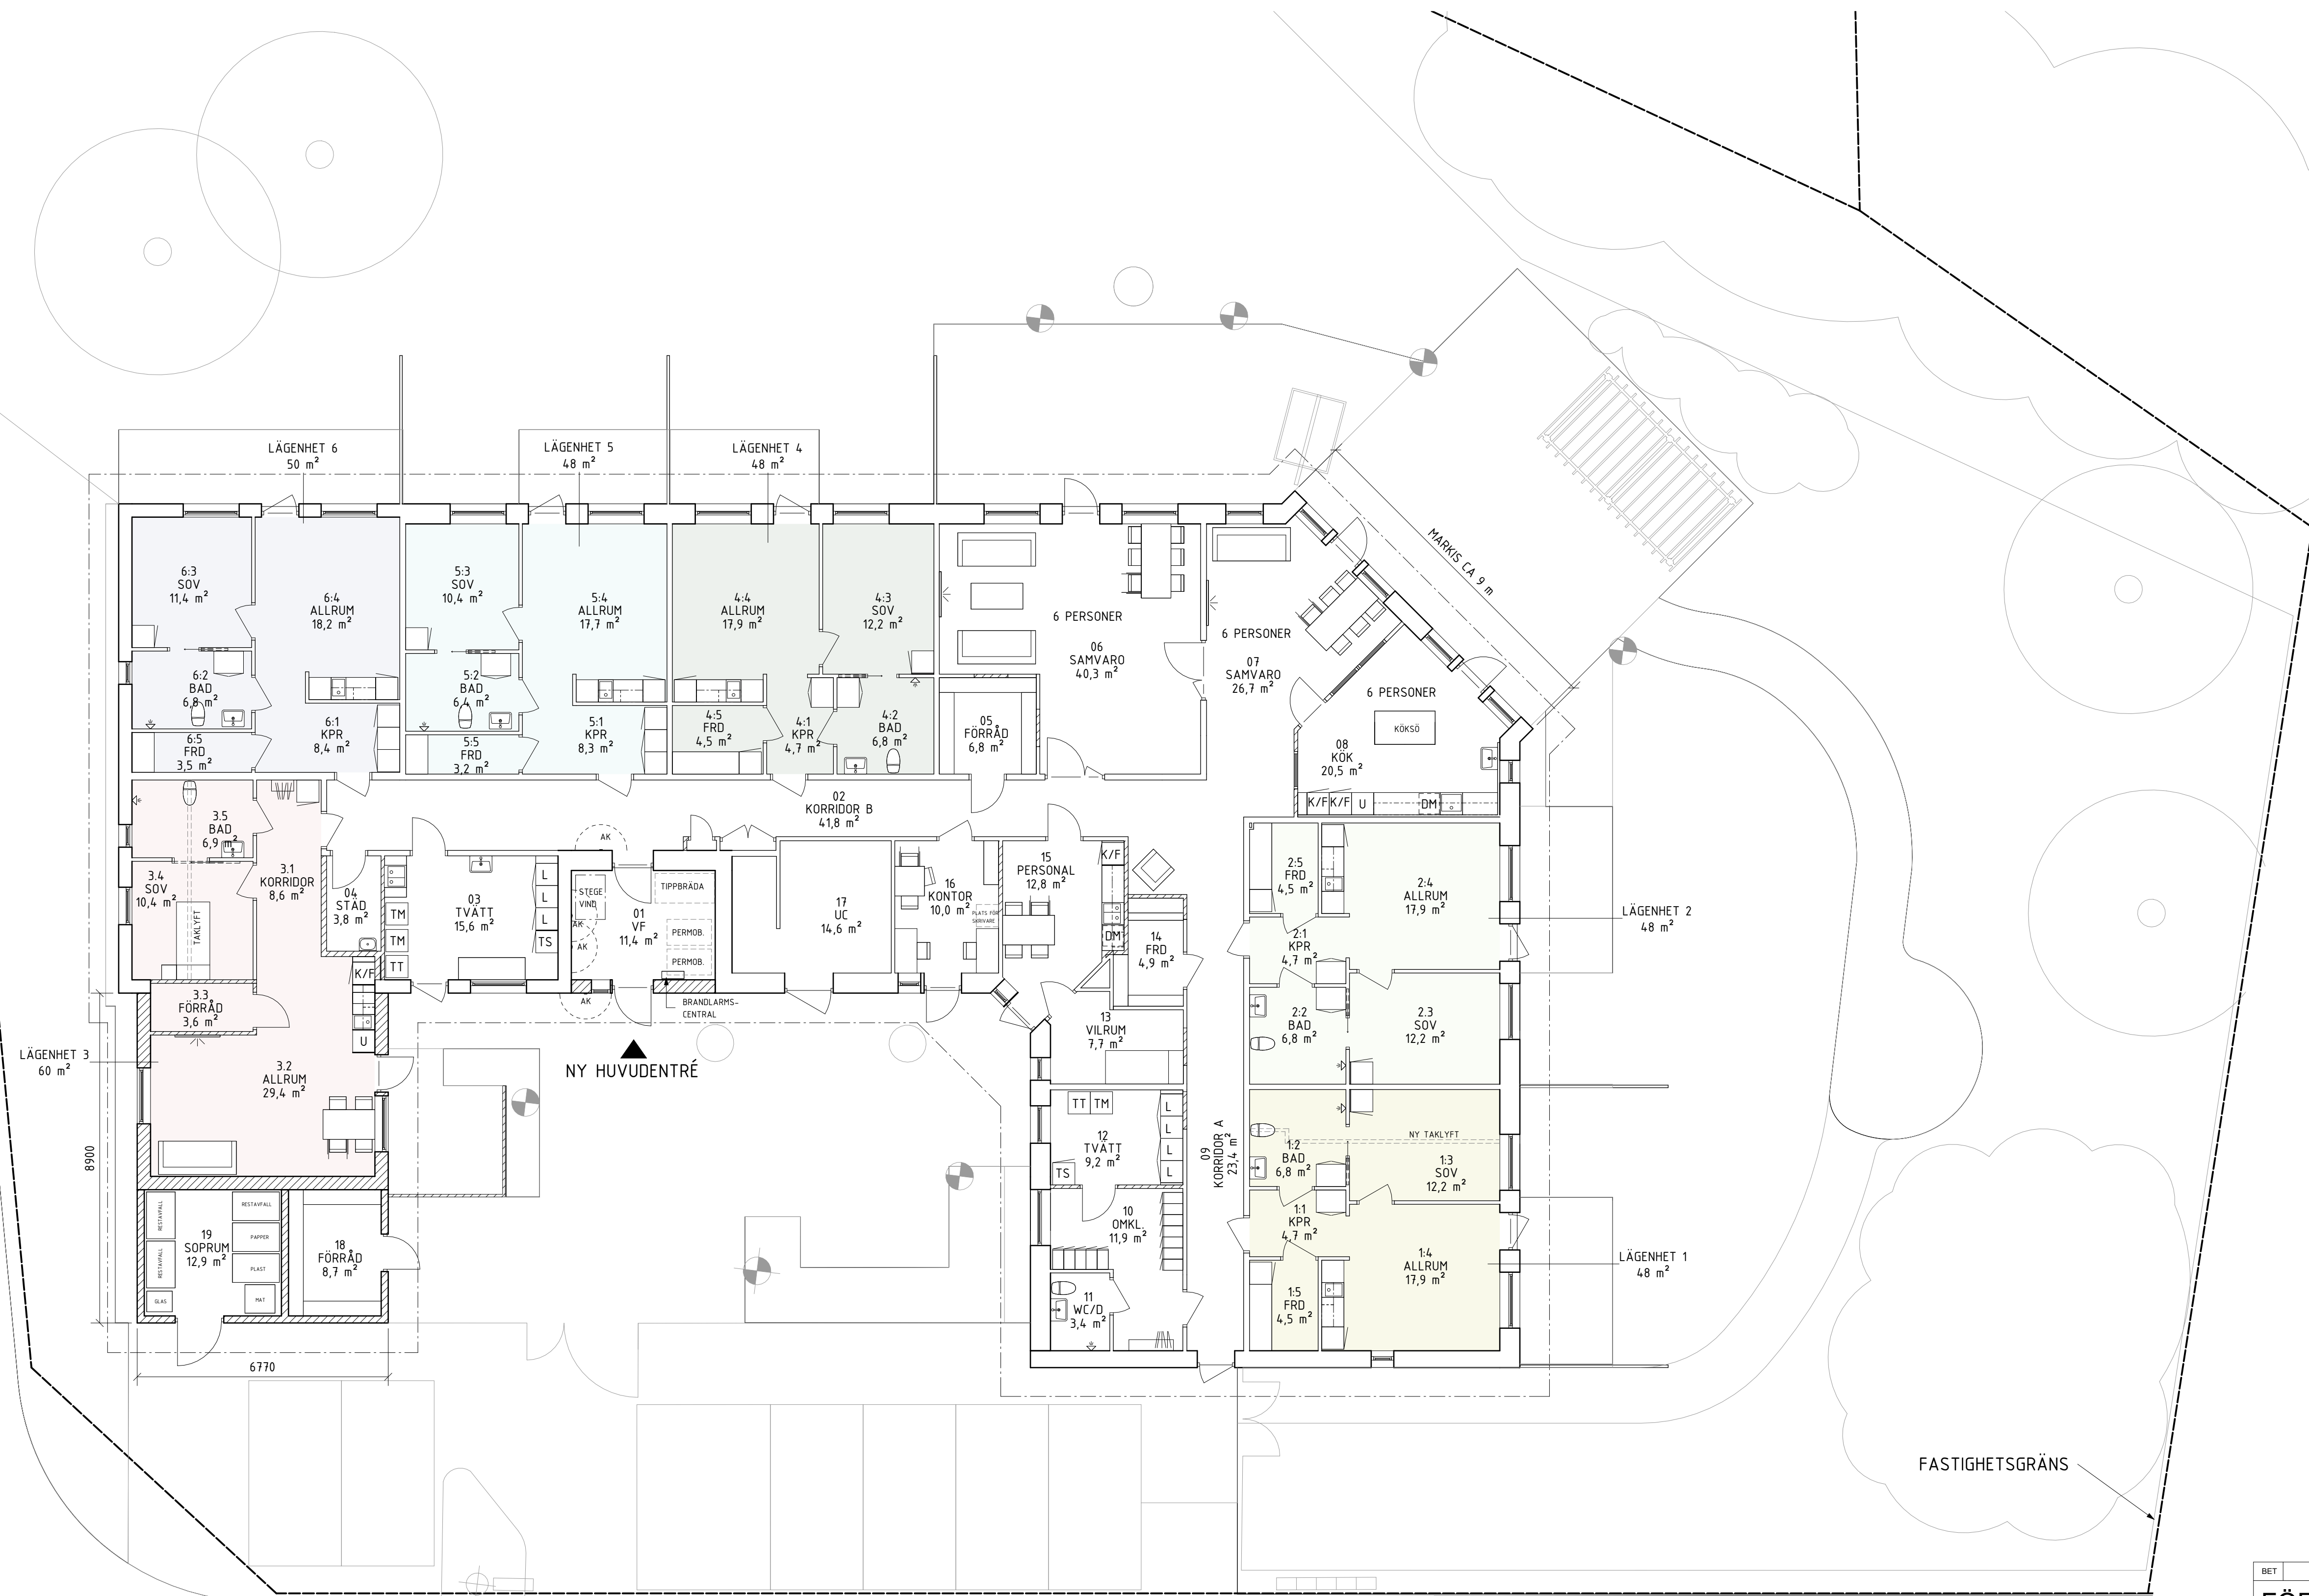 LÄGENHET 6
50 m²
LÄGENHET 5
48 m²
LÄGENHET 4
48 m²
MARKIS CA 9 m
6:3
SOV
11,4 m²
6:4
ALLRUM
18,2 m²
6:2
BAD
6,8 m²
6:1
KPR
8,4 m²
6:5
FRD
3,5 m²
5:3
SOV
10,4 m²
5:4
ALLRUM
17,7 m²
5:2
BAD
6,4 m²
5:1
KPR
8,3 m²
5:5
FRD
3,2 m²
4:4
ALLRUM
17,9 m²
4:3
SOV
12,2 m²
4:5
FRD
4,5 m²
4:1
KPR
4,7 m²
4:2
BAD
6,8 m²
6 PERSONER
06
SAMVARO
40,3 m²
05
FÖRRÅD
6,8 m²
6 PERSONER
07
SAMVARO
26,7 m²
6 PERSONER
KÖKSÖ
08
KÖK
20,5 m²
K/F
K/F
U
DM
02
KORRIDOR B
41,8 m²
3.5
BAD
6,9 m²
3.4
SOV
10,4 m²
TAKLYFT
3.1
KORRIDOR
8,6 m²
3.3
FÖRRÅD
3,6 m²
K/F
U
3.2
ALLRUM
29,4 m²
LÄGENHET 3
60 m²
8900
04
STÄD
3,8 m²
TM
TM
TT
03
TVÄTT
15,6 m²
L
L
L
TS
AK
STEGE
VIND
AK
AK
AK
01
VF
11,4 m²
TIPPBRÄDA
PERMOB.
PERMOB.
BRANDLARMS-
CENTRAL
NY HUVUDENTRÉ
17
UC
14,6 m²
16
KONTOR
10,0 m²
PLATS FÖR
SKRIVARE
15
PERSONAL
12,8 m²
K/F
DM
14
FRD
4,9 m²
13
VILRUM
7,7 m²
TT
TM
12
TVÄTT
9,2 m²
L
L
L
L
TS
10
OMKL.
11,9 m²
11
WC/D
3,4 m²
09
KORRIDOR A
23,4 m²
2:5
FRD
4,5 m²
2:4
ALLRUM
17,9 m²
LÄGENHET 2
48 m²
2:1
KPR
4,7 m²
2:2
BAD
6,8 m²
2.3
SOV
12,2 m²
NY TAKLYFT
1:2
BAD
6,8 m²
1:3
SOV
12,2 m²
1:1
KPR
4,7 m²
1:4
ALLRUM
17,9 m²
LÄGENHET 1
48 m²
1:5
FRD
4,5 m²
RESTAVFALL
RESTAVFALL
GLAS
19
SOPRUM
12,9 m²
RESTAVFALL
PAPPER
PLAST
MAT
18
FÖRRÅD
8,7 m²
6770
FASTIGHETSGRÄNS
BET